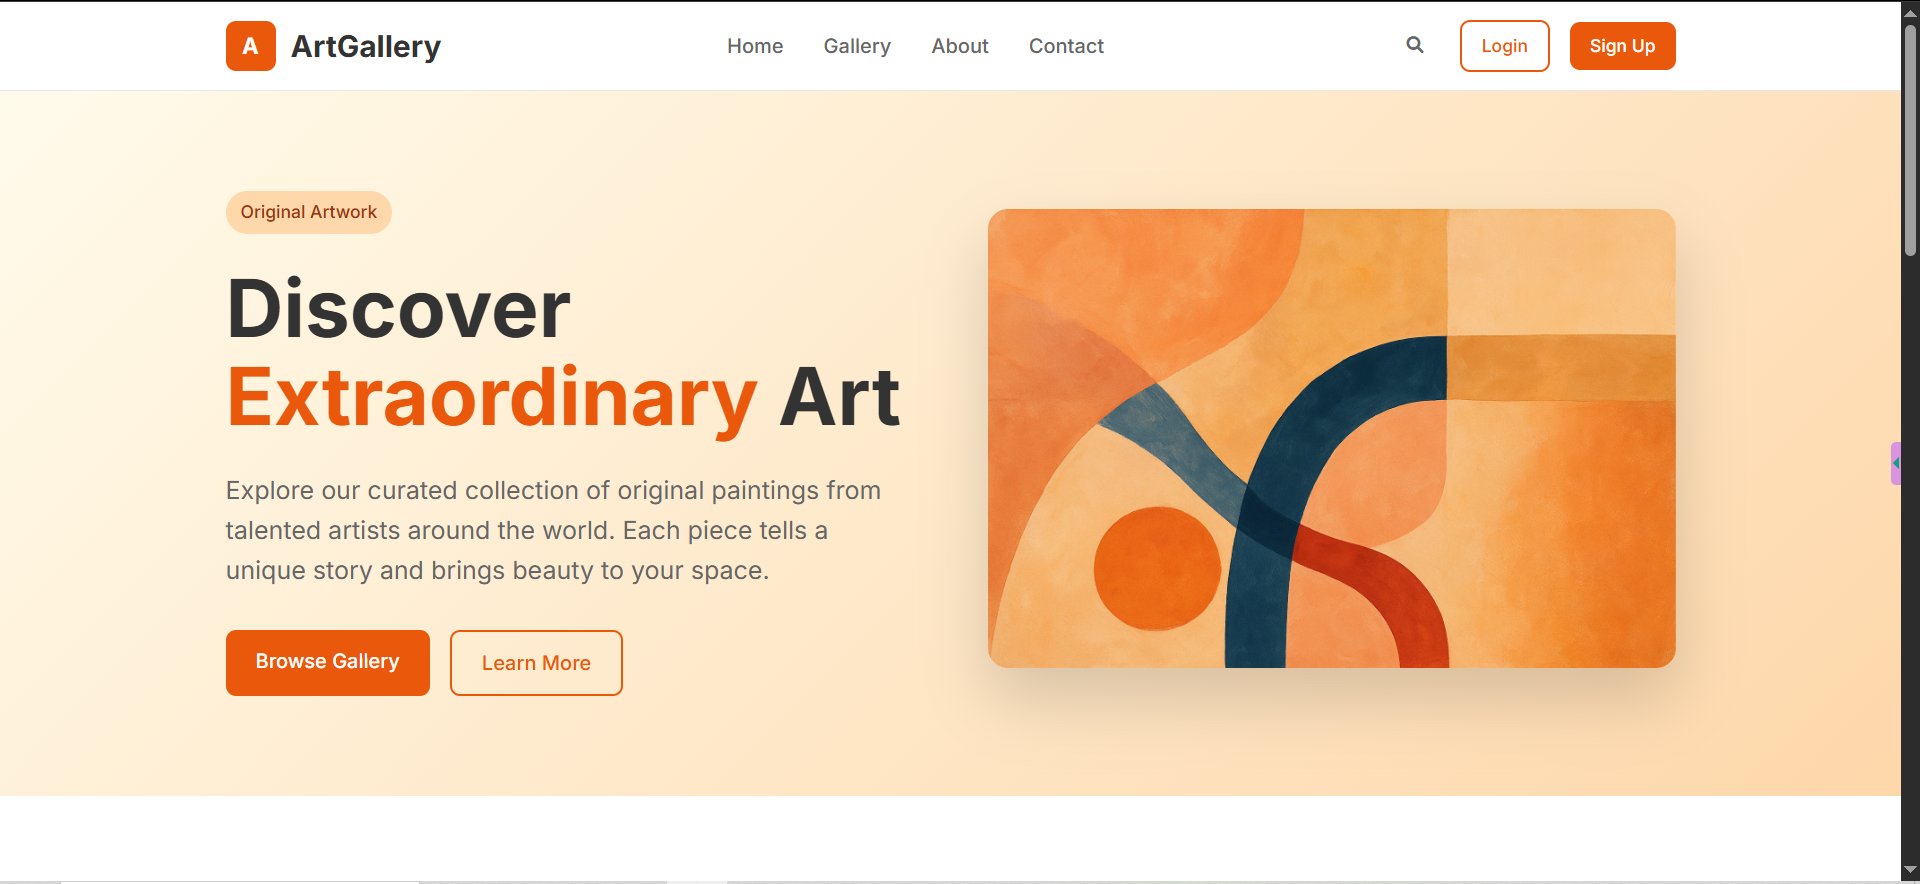 A ArtGallery
Home Gallery About Contact
Login Sign Up
Original Artwork
Discover
Extraordinary Art
Explore our curated collection of original paintings from
talented artists around the world. Each piece tells a
unique story and brings beauty to your space.
Browse Gallery Learn More